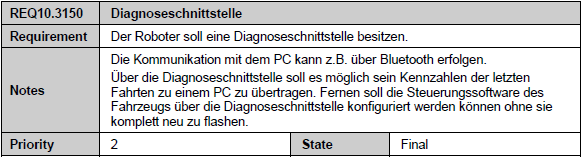 REQ10.3150 Diagnoseschnittstelle
Requirement Der Roboter soll eine Diagnoseschnittstelle besitzen.
Notes
Die Kommunikation mit dem PC kann z.B. über Bluetooth erfolgen.
Über die Diagnoseschnittstelle soll es möglich sein Kennzahlen der letzten
Fahrten zu einem PC zu übertragen. Fernen soll die Steuerungssoftware des
Fahrzeugs über die Diagnoseschnittstelle konfiguriert werden können ohne sie
komplett neu zu flashen.
Priority 2 State Final